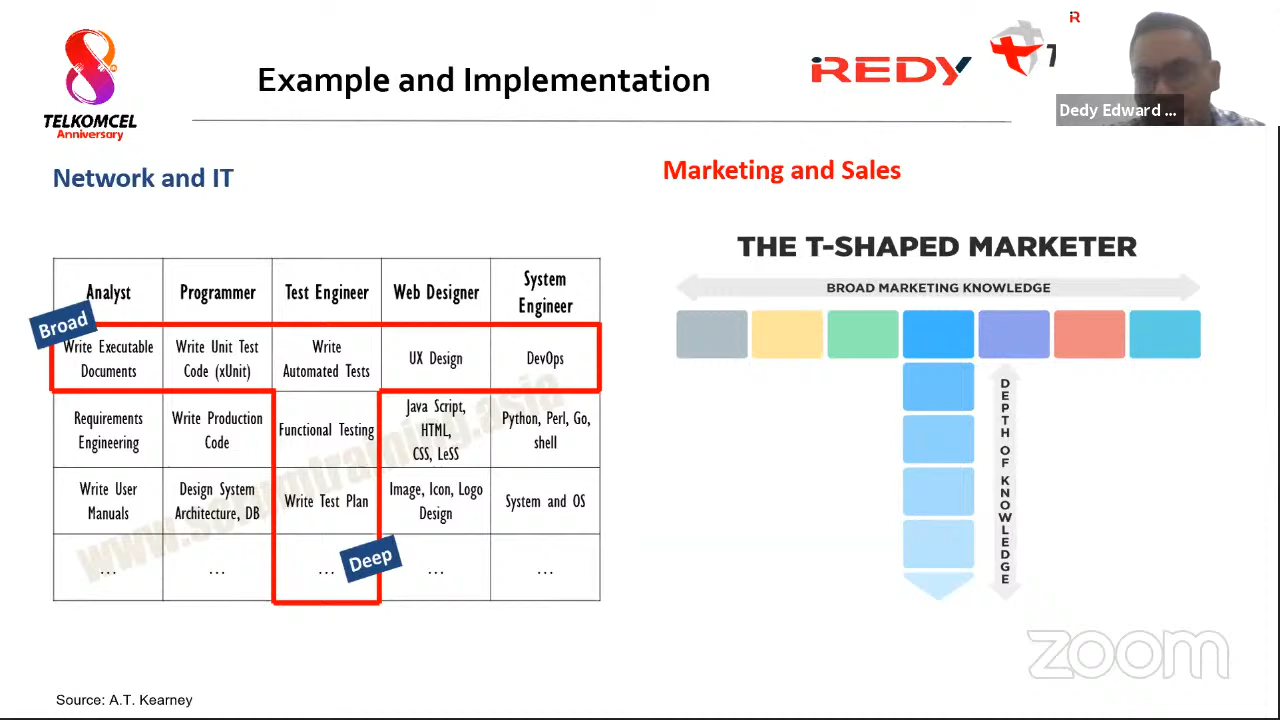 TELKOMCEL
Anniversary
Example and Implementation
iREDY
R
Dedy Edward ...
Network and IT
Marketing and Sales
Analyst
Programmer
Test Engineer
Web Designer
System
Engineer
Broad
Write Executable
Documents
Write Unit Test
Code (xUnit)
Write
Automated Tests
UX Design
DevOps
Requirements
Engineering
Write Production
Code
Functional Testing
Java Script,
HTML,
CSS, LeSS
Python, Perl, Go,
shell
Write User
Manuals
Design System
Architecture, DB
Write Test Plan
Image, Icon, Logo
Design
System and OS
...
...
...
Deep
...
...
THE T-SHAPED MARKETER
BROAD MARKETING KNOWLEDGE
DEPTH OF KNOWLEDGE
zoom
Source: A.T. Kearney